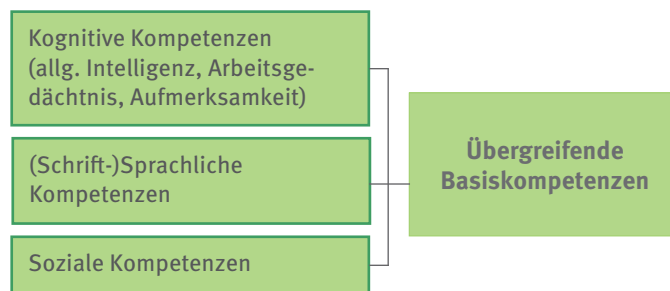 Kognitive Kompetenzen
(allg. Intelligenz, Arbeitsge-
dächtnis, Aufmerksamkeit)
(Schrift-)Sprachliche
Kompetenzen
Soziale Kompetenzen
Übergreifende
Basiskompetenzen